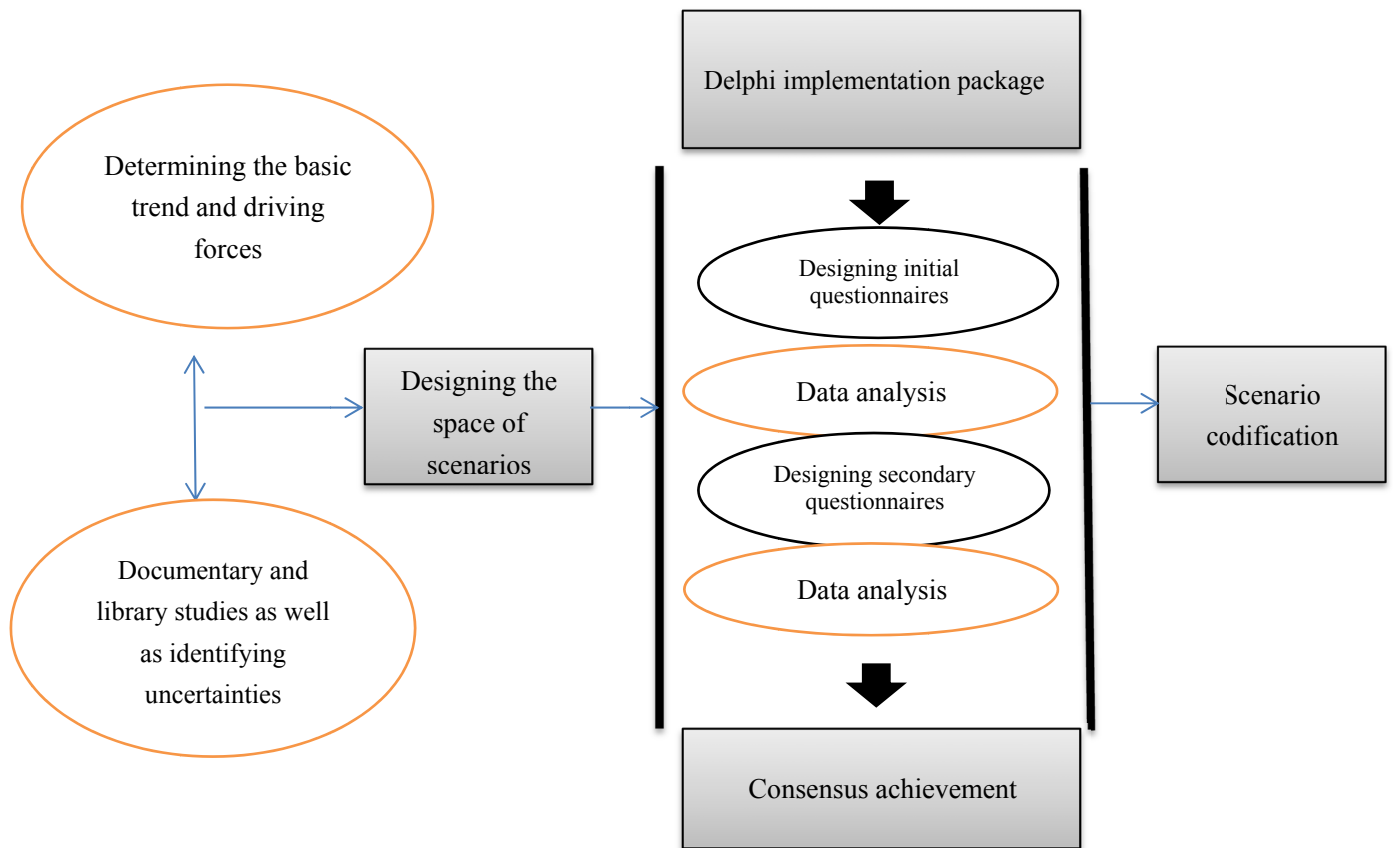 Determining the basic
trend and driving
forces
Documentary and
library studies as well
as identifying
uncertainties
Designing the
space of
scenarios
Delphi implementation package
Designing initial
questionnaires
Data analysis
Designing secondary
questionnaires
Data analysis
Consensus achievement
Scenario
codification